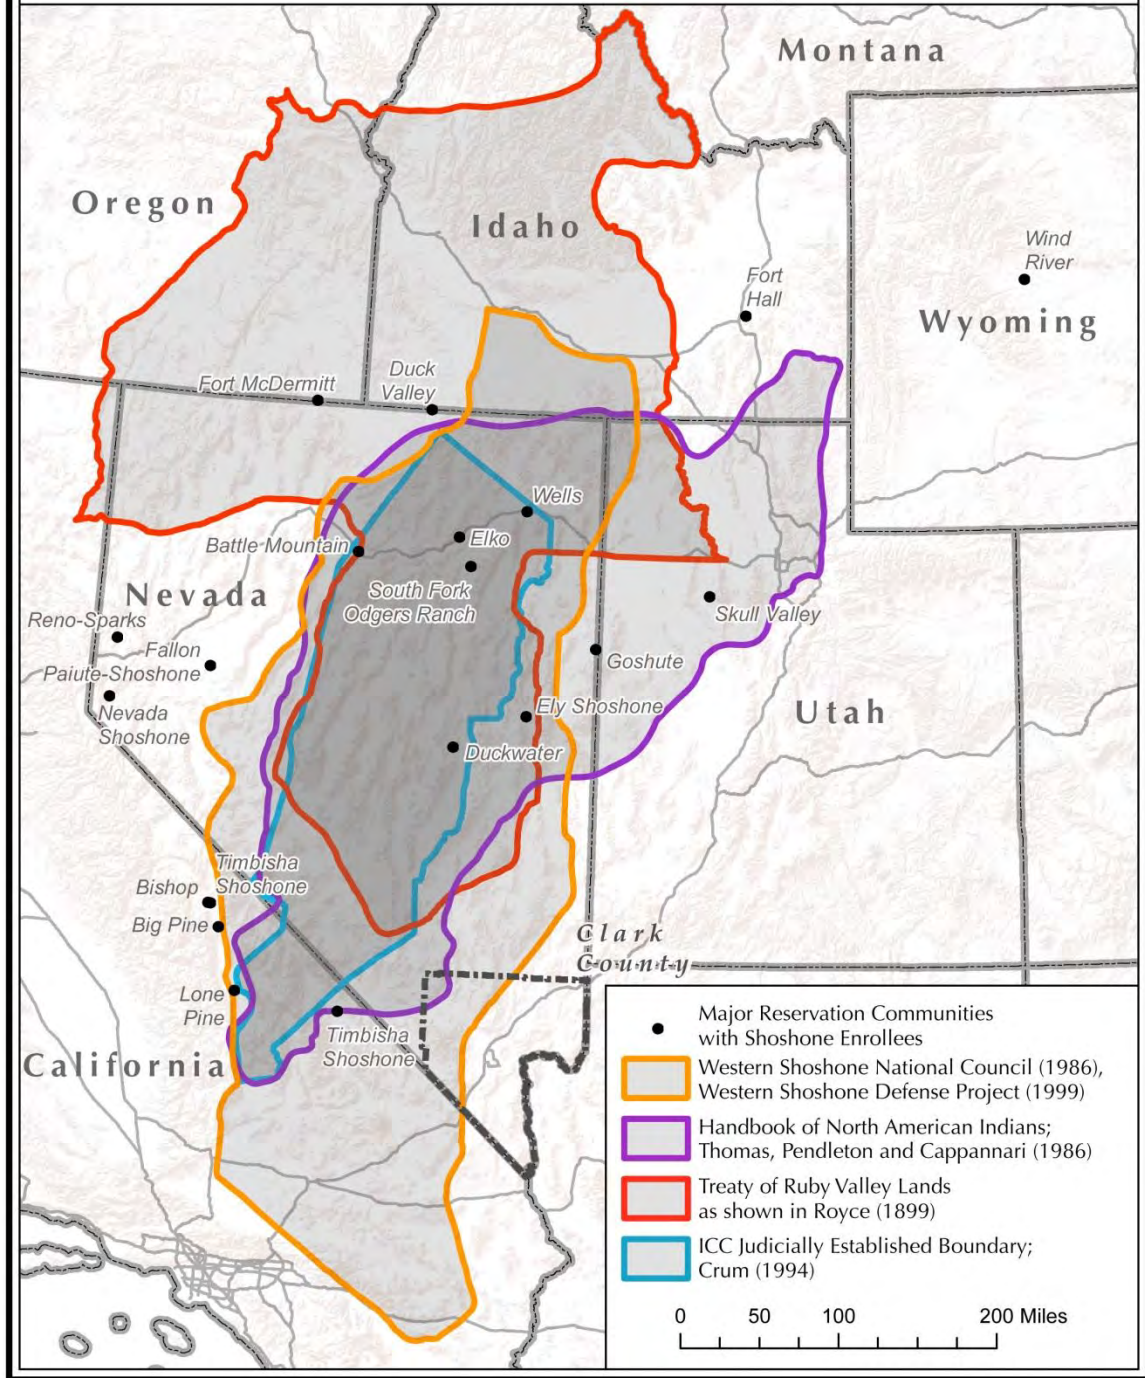 Montana
Oregon
Idaho
Wind
River
Fort
Hall
Wyoming
Duck
Valley
Fort McDermitt
Wells
Battle Mountain
Elko
South Fork
Odgers Ranch
Nevada
Skull Valley
Reno-Sparks
Fallon
Paiute-Shoshone
Goshute
Nevada
Shoshone
Ely Shoshone
Utah
Duckwater
Timbisha
Shoshone
Bishop
Big Pine
Clark
County
Lone
Pine
Timbisha
Shoshone
California
Major Reservation Communities
with Shoshone Enrollees
Western Shoshone National Council (1986),
Western Shoshone Defense Project (1999)
Handbook of North American Indians;
Thomas, Pendleton and Cappannari (1986)
Treaty of Ruby Valley Lands
as shown in Royce (1899)
ICC Judicially Established Boundary;
Crum (1994)
0 50 100 200 Miles